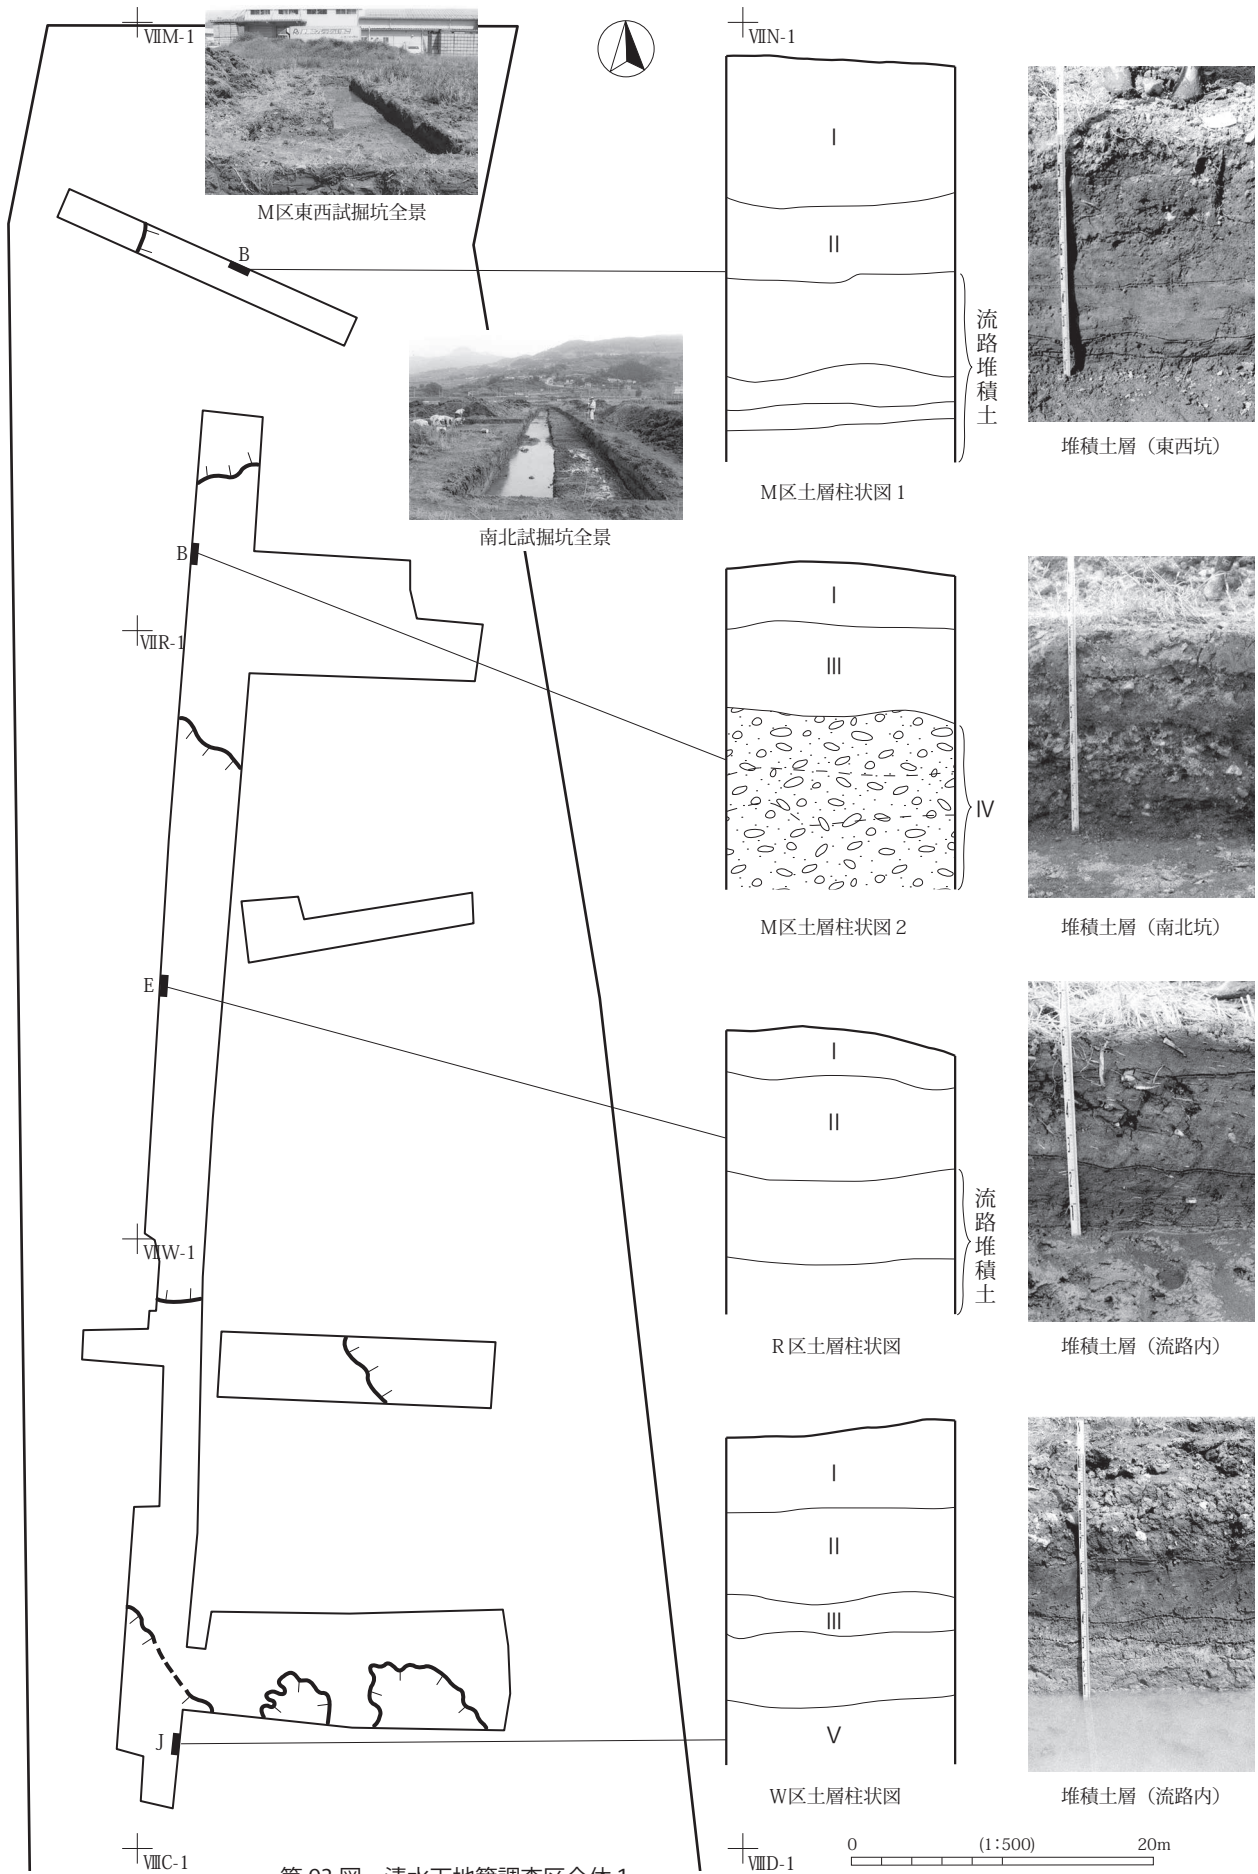 ⅦM-1
ⅦN-1
M区東西試掘坑全景
B
Ⅰ
Ⅱ
流路堆積土
堆積土層（東西坑）
M区土層柱状図 1
南北試掘坑全景
B
ⅦR-1
Ⅰ
Ⅲ
Ⅳ
M区土層柱状図 2
堆積土層（南北坑）
E
Ⅰ
Ⅱ
流路堆積土
R区土層柱状図
堆積土層（流路内）
ⅦW-1
Ⅰ
Ⅱ
Ⅲ
Ⅴ
J
W区土層柱状図
堆積土層（流路内）
ⅧC-1
ⅧD-1
0 (1:500) 20m